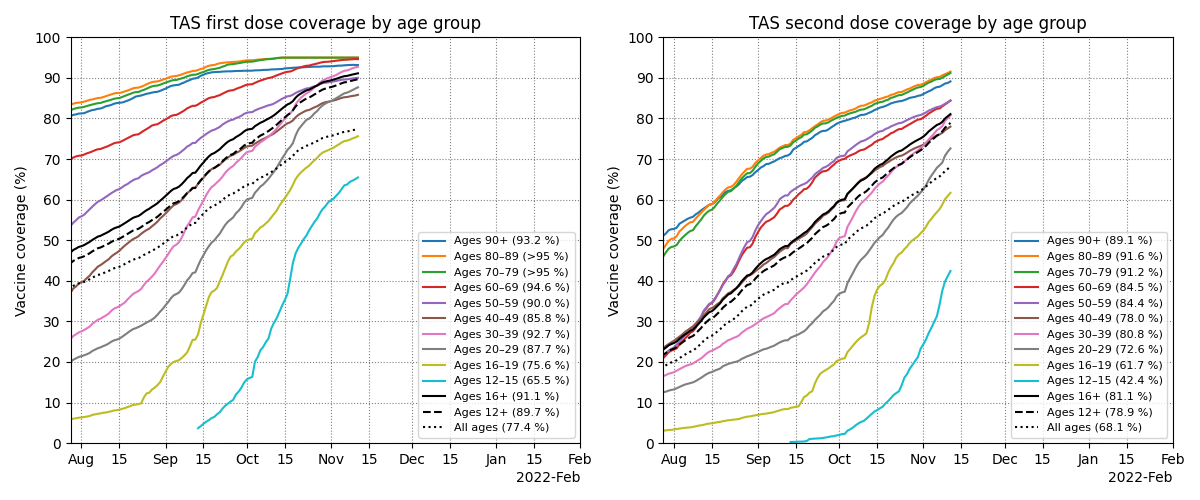 TAS first dose coverage by age group
100
90
80
70
60
50
40
30
20
10
0
Vaccine coverage (%)
Aug 15 Sep 15 Oct 15 Nov 15 Dec 15 Jan 15 Feb
2022-Feb
Ages 90+ (93.2 %)
Ages 80–89 (>95 %)
Ages 70–79 (>95 %)
Ages 60–69 (94.6 %)
Ages 50–59 (90.0 %)
Ages 40–49 (85.8 %)
Ages 30–39 (92.7 %)
Ages 20–29 (87.7 %)
Ages 16–19 (75.6 %)
Ages 12–15 (65.5 %)
Ages 16+ (91.1 %)
Ages 12+ (89.7 %)
All ages (77.4 %)
TAS second dose coverage by age group
100
90
80
70
60
50
40
30
20
10
0
Vaccine coverage (%)
Aug 15 Sep 15 Oct 15 Nov 15 Dec 15 Jan 15 Feb
2022-Feb
Ages 90+ (89.1 %)
Ages 80–89 (91.6 %)
Ages 70–79 (91.2 %)
Ages 60–69 (84.5 %)
Ages 50–59 (84.4 %)
Ages 40–49 (78.0 %)
Ages 30–39 (80.8 %)
Ages 20–29 (72.6 %)
Ages 16–19 (61.7 %)
Ages 12–15 (42.4 %)
Ages 16+ (81.1 %)
Ages 12+ (78.9 %)
All ages (68.1 %)